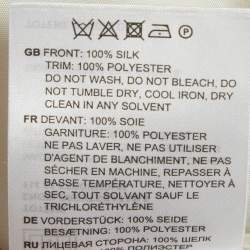 GB FRONT: 100% SILK
TRIM: 100% POLYESTER
DO NOT WASH, DO NOT BLEACH, DO
NOT TUMBLE DRY, COOL IRON, DRY
CLEAN IN ANY SOLVENT
FR DEVANT: 100% SOIE
GARNITURE: 100% POLYESTER
NE PAS LAVER, NE PAS UTILISER
D'AGENT DE BLANCHIMENT, NE PAS
SÉCHER EN MACHINE, REPASSER À
BASSE TEMPÉRATURE, NETTOYER À
SEC, TOUT SOLVANT SAUF LE
TRICHLORÉTHYLÈNE
DE VORDERSTÜCK: 100% SEIDE
BESÆTNING: 100% POLYESTER
RU ЛИЦЕВАЯ СТОРОНА: 100% ШЕЛК
100% ПОЛИЭСТЕР